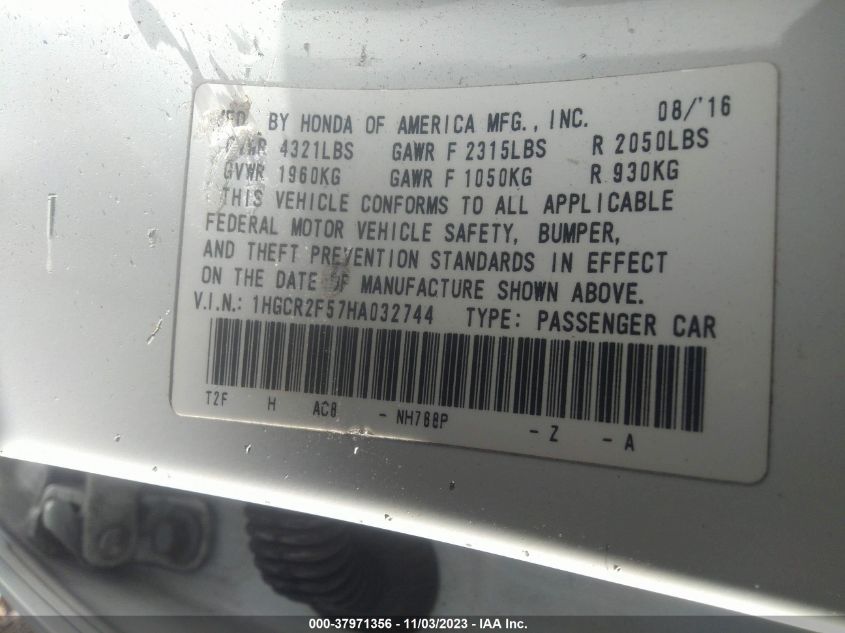 MFD. BY HONDA OF AMERICA MFG., INC. 08/'16
GVWR 4321LBS GAWR F 2315LBS R 2050LBS
GVWR 1960KG GAWR F 1050KG R 930KG
THIS VEHICLE CONFORMS TO ALL APPLICABLE
FEDERAL MOTOR VEHICLE SAFETY, BUMPER,
AND THEFT PREVENTION STANDARDS IN EFFECT
ON THE DATE OF MANUFACTURE SHOWN ABOVE.
V.I.N.: 1HGCR2F57HA032744 TYPE: PASSENGER CAR
T2F H AC8 - NH788P - Z - A
000-37971356 - 11/03/2023 - IAA Inc.